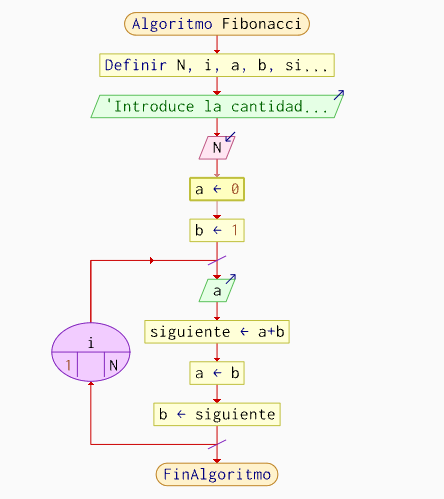 Algoritmo Fibonacci
Definir N, i, a, b, si...
'Introduce la cantidad...
N
a ← 0
b ← 1
a
i
1 N
siguiente ← a+b
a ← b
b ← siguiente
FinAlgoritmo